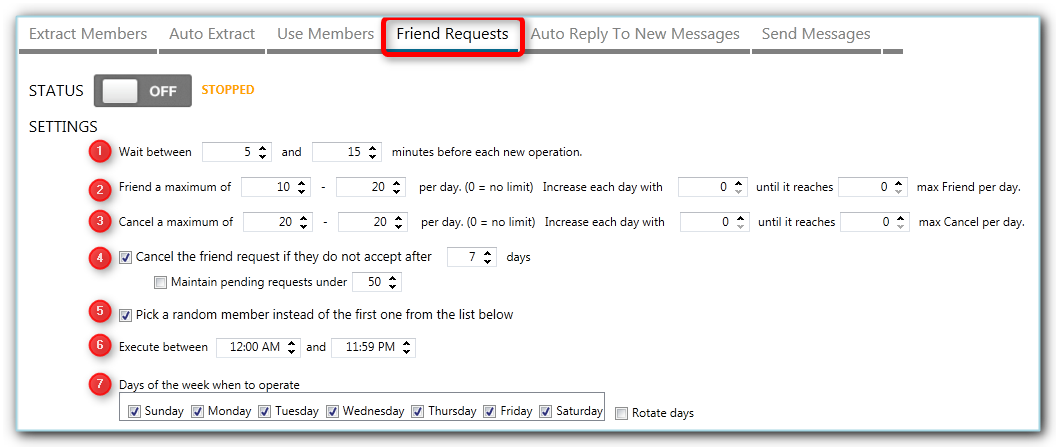 Extract Members Auto Extract Use Members Friend Requests Auto Reply To New Messages Send Messages
STATUS OFF STOPPED
SETTINGS
1 Wait between 5 and 15 minutes before each new operation.
2 Friend a maximum of 10 - 20 per day. (0 = no limit) Increase each day with 0 until it reaches 0 max Friend per day.
3 Cancel a maximum of 20 - 20 per day. (0 = no limit) Increase each day with 0 until it reaches 0 max Cancel per day.
4 Cancel the friend request if they do not accept after 7 days
Maintain pending requests under 50
5 Pick a random member instead of the first one from the list below
6 Execute between 12:00 AM and 11:59 PM
7 Days of the week when to operate
Sunday Monday Tuesday Wednesday Thursday Friday Saturday Rotate days